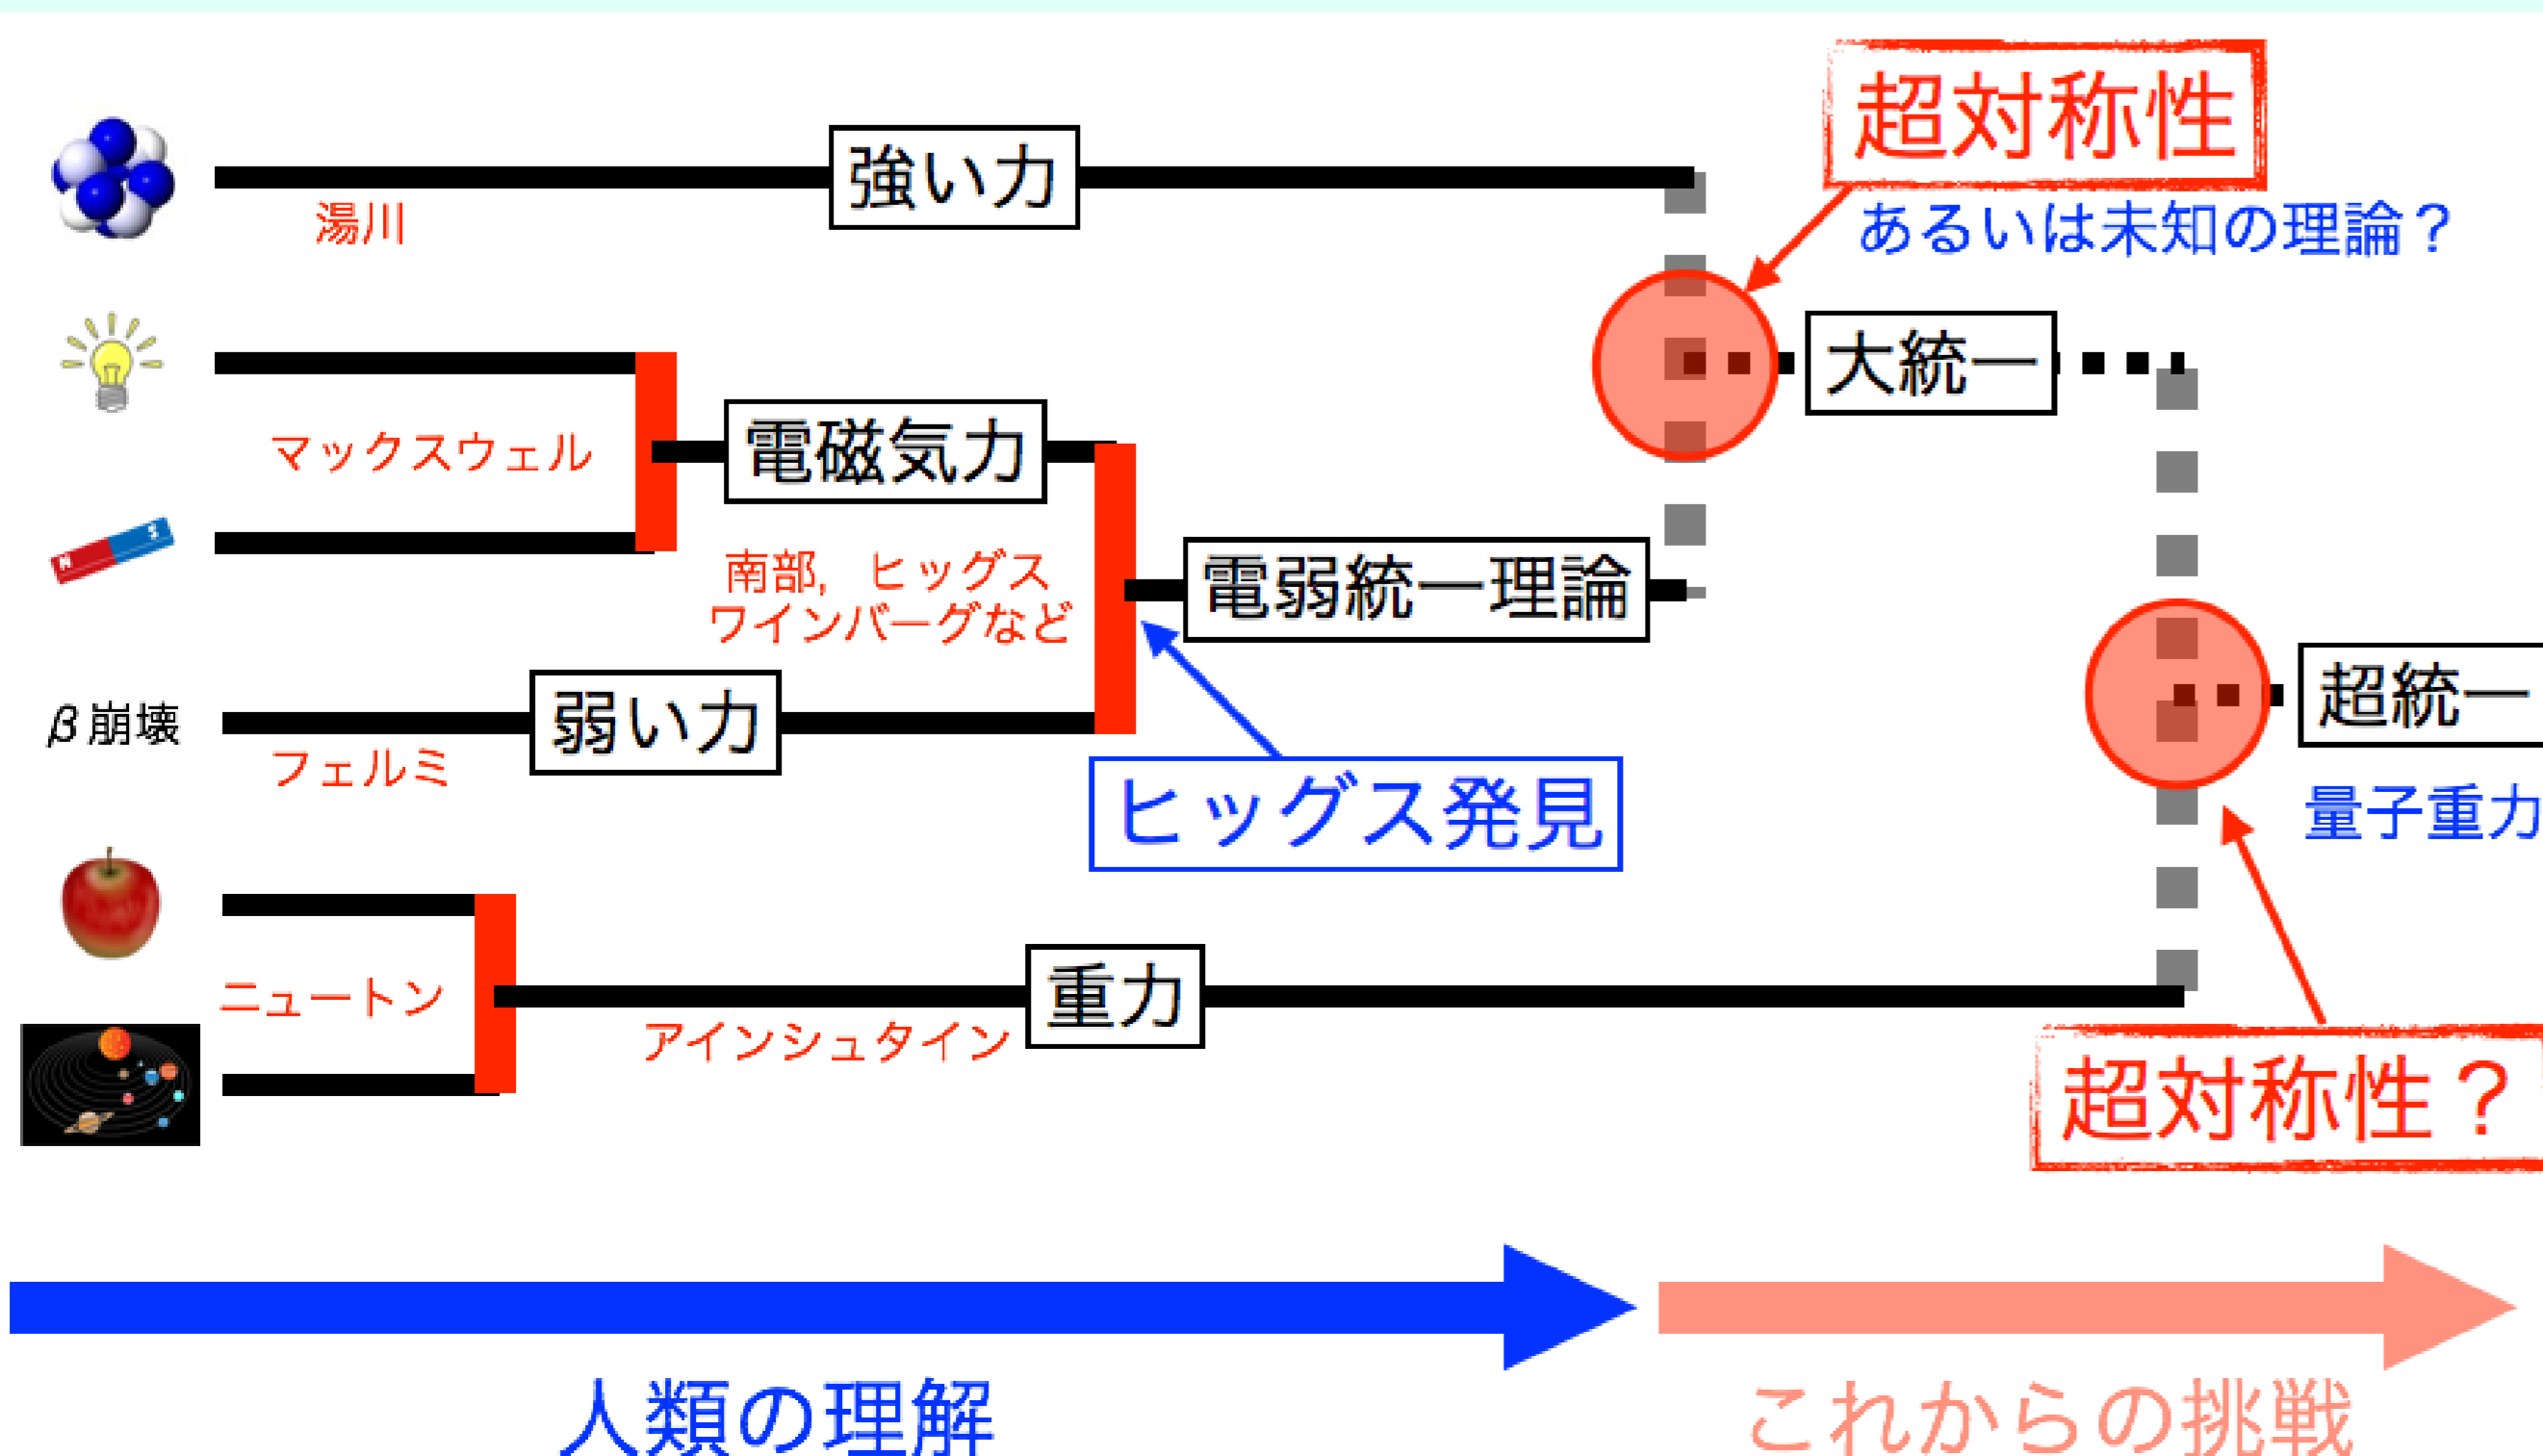 超対称性
強い力
湯川
あるいは未知の理論？
大統一
マックスウェル
電磁気力
南部，ヒッグス
ワインバーグなど
電弱統一理論
β崩壊
弱い力
フェルミ
超統一
ヒッグス発見
量子重力
ニュートン
重力
アインシュタイン
超対称性？
人類の理解
これからの挑戦